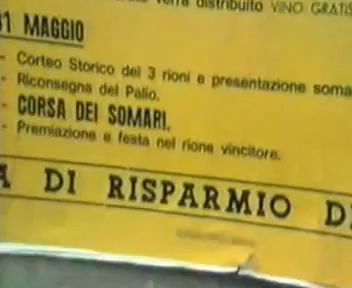 distribuito VINO GRATIS
31 MAGGIO
- Corteo Storico dei 3 rioni e presentazione soma
- Riconsegna del Palio.
- CORSA DEI SOMARI.
- Premiazione e festa nel rione vincitore.
A DI RISPARMIO DI